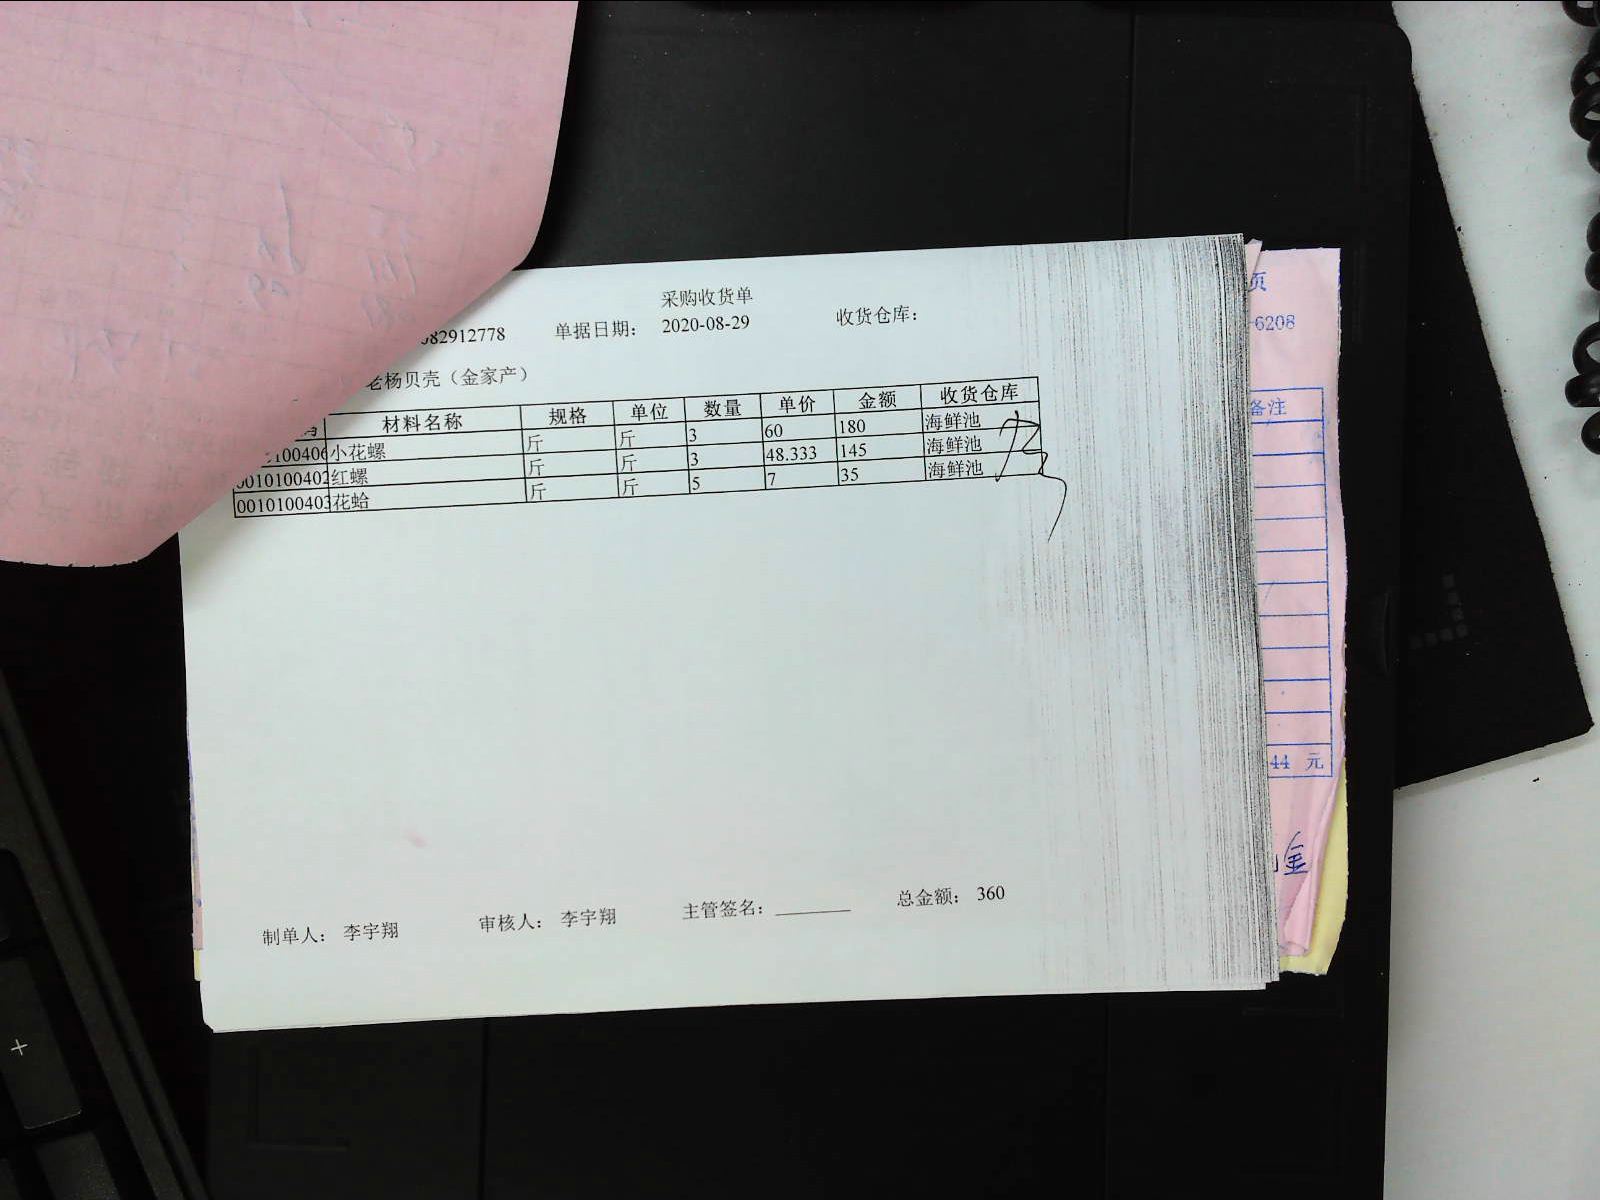 采购收货单
82912778 单据日期： 2020-08-29 收货仓库：
老杨贝壳（金家产）
材料名称 规格 单位 数量 单价 金额 收货仓库
100406 小花螺 斤 斤 3 60 180 海鲜池
0010100402 红螺 斤 斤 3 48.333 145 海鲜池
0010100403 花蛤 斤 斤 5 7 35 海鲜池
制单人： 李宇翔 审核人： 李宇翔 主管签名： 总金额： 360
页
-6208
备注
44 元
金
+